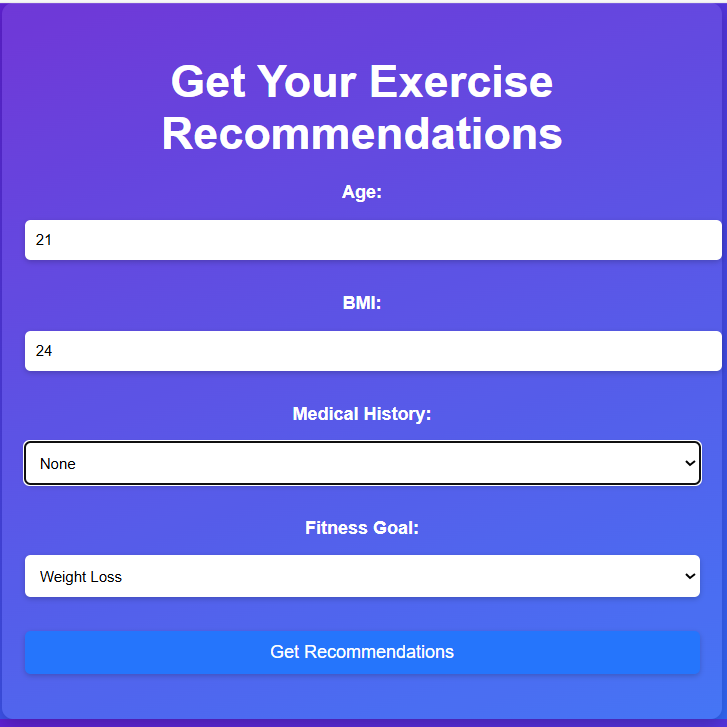 Get Your Exercise
Recommendations
Age:
21
BMI:
24
Medical History:
None
Fitness Goal:
Weight Loss
Get Recommendations